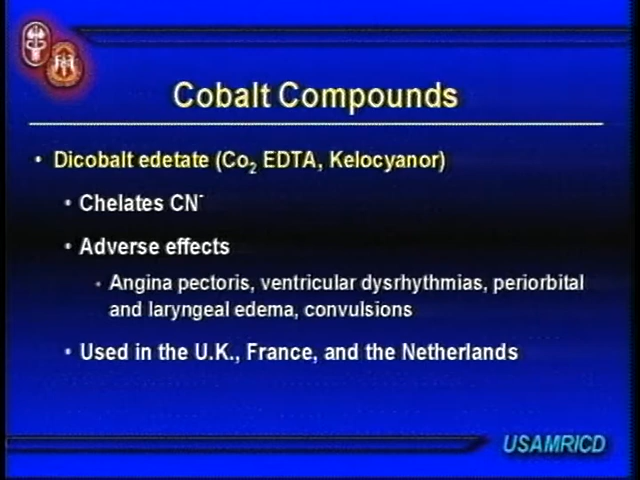 Cobalt Compounds
• Dicobalt edetate (Co₂ EDTA, Kelocyanor)
• Chelates CN⁻
• Adverse effects
• Angina pectoris, ventricular dysrhythmias, periorbital
and laryngeal edema, convulsions
• Used in the U.K., France, and the Netherlands
USAMRICD